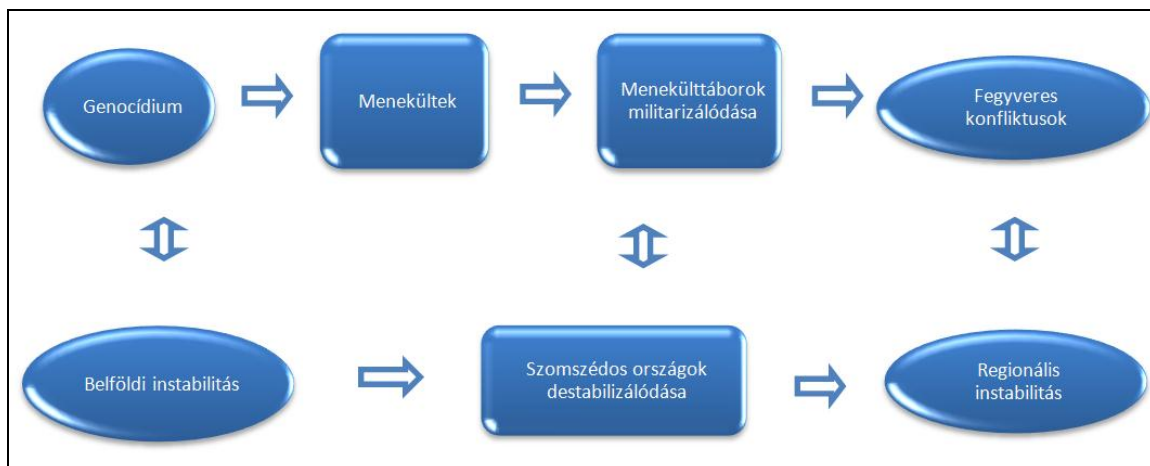 Genocídium
Menekültek
Menekülttáborok
militarizálódása
Fegyveres
konfliktusok
Belföldi instabilitás
Szomszédos országok
destabilizálódása
Regionális
instabilitás